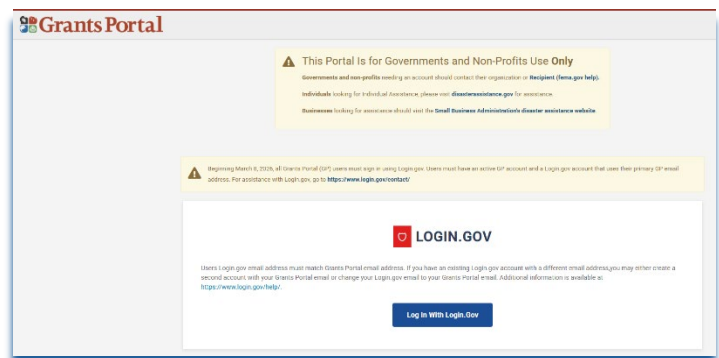 Grants Portal
This Portal Is for Governments and Non-Profits Use Only
Governments and non-profits needing an account should contact their organization or Recipient (fema.gov help).
Individuals looking for Individual Assistance, please visit disasterassistance.gov for assistance.
Businesses looking for assistance should visit the Small Business Administration's disaster assistance website
Beginning March 8, 2025, all Grants Portal (GP) users must sign in using Login.gov. Users must have an active GP account and a Login.gov account that uses their primary GP email
address. For assistance with Login.gov, go to https://www.login.gov/contact/
LOGIN.GOV
Users Login.gov email address must match Grants Portal email address. If you have an existing Login.gov account with a different email address,you may either create a
second account with your Grants Portal email or change your Login.gov email to your Grants Portal email. Additional information is available at
https://www.login.gov/help/.
Log In With Login.Gov